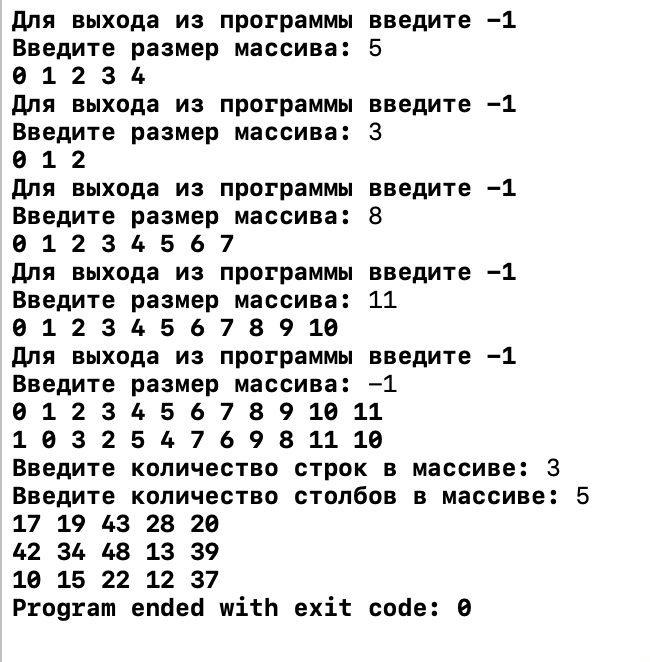 Для выхода из программы введите -1
Введите размер массива: 5
0 1 2 3 4
Для выхода из программы введите -1
Введите размер массива: 3
0 1 2
Для выхода из программы введите -1
Введите размер массива: 8
0 1 2 3 4 5 6 7
Для выхода из программы введите -1
Введите размер массива: 11
0 1 2 3 4 5 6 7 8 9 10
Для выхода из программы введите -1
Введите размер массива: -1
0 1 2 3 4 5 6 7 8 9 10 11
1 0 3 2 5 4 7 6 9 8 11 10
Введите количество строк в массиве: 3
Введите количество столбов в массиве: 5
17 19 43 28 20
42 34 48 13 39
10 15 22 12 37
Program ended with exit code: 0